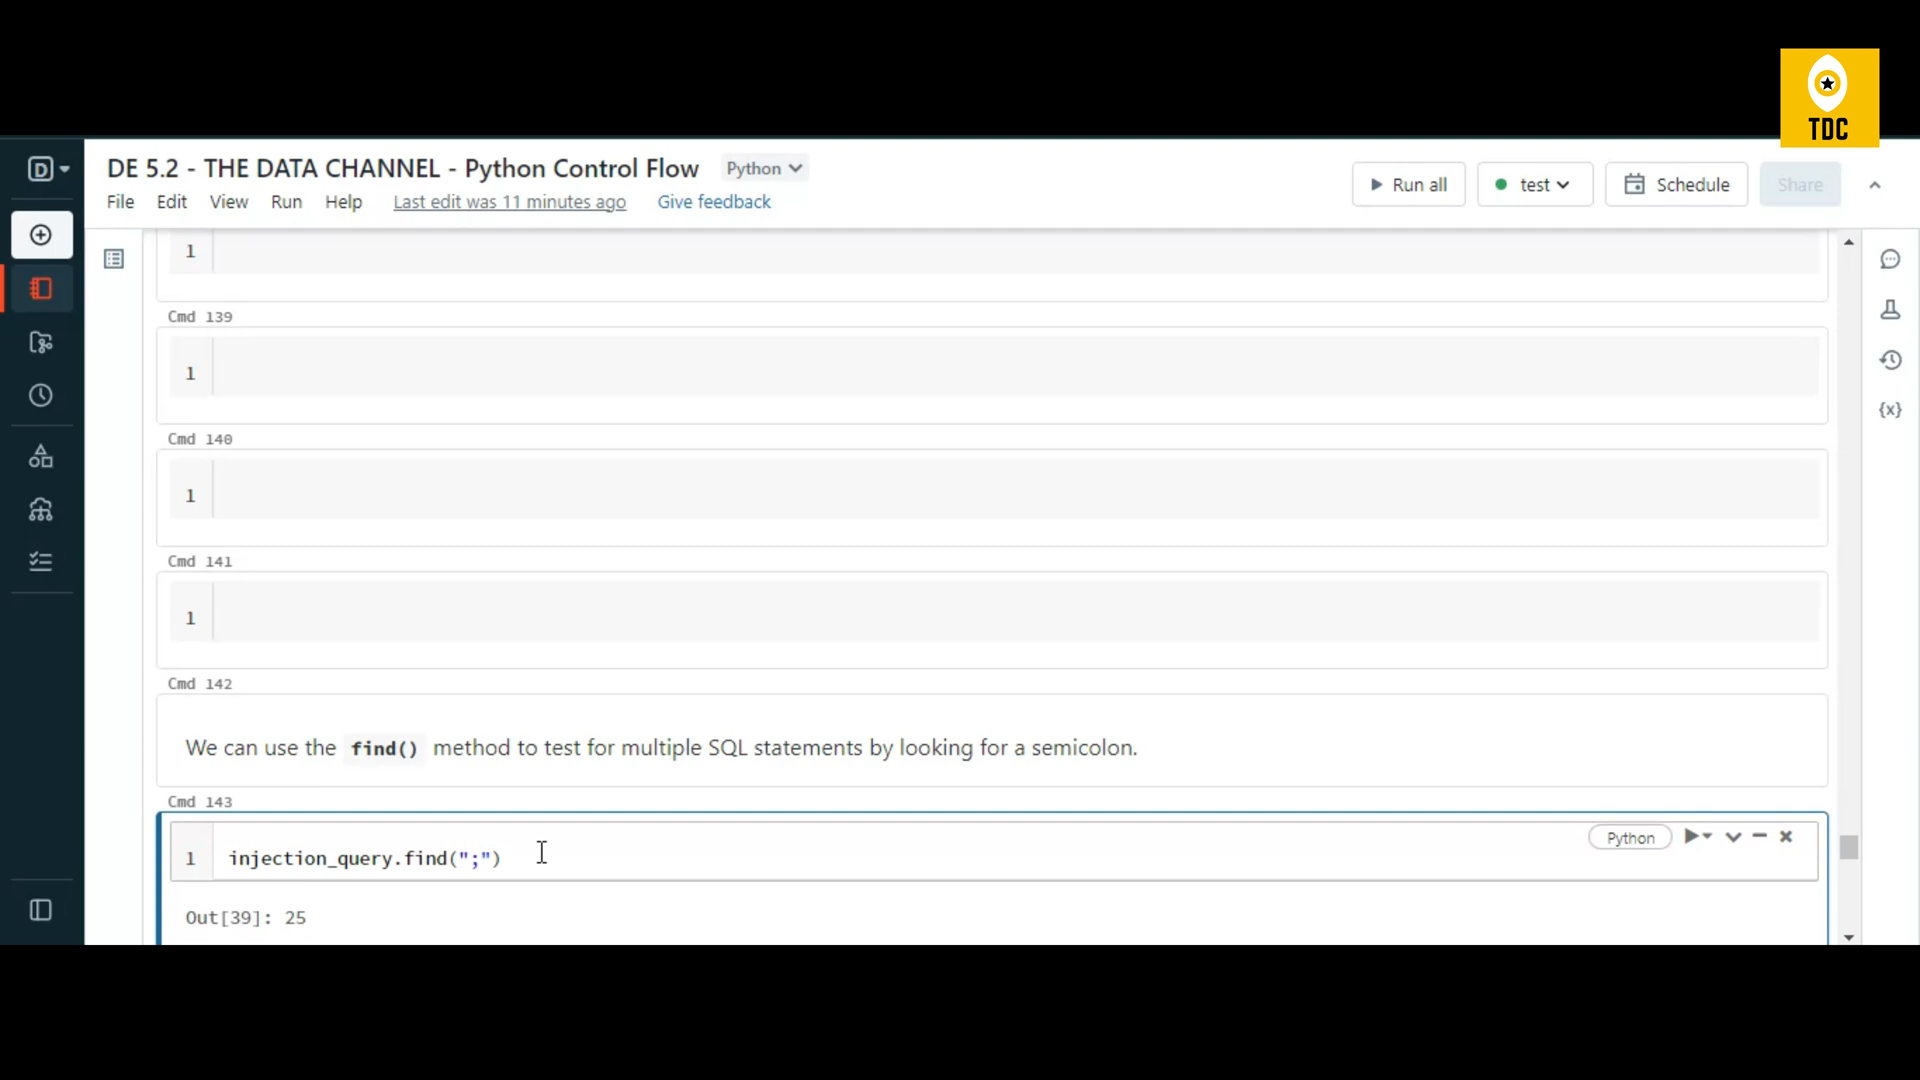 TDC
D
DE 5.2 - THE DATA CHANNEL - Python Control Flow
Python
File
Edit
View
Run
Help
Last edit was 11 minutes ago
Give feedback
Run all
test
Schedule
Share
{x}
1
Cmd 139
1
Cmd 140
1
Cmd 141
1
Cmd 142
We can use the find() method to test for multiple SQL statements by looking for a semicolon.
Cmd 143
Python
1 injection_query.find(";")
Out[39]: 25